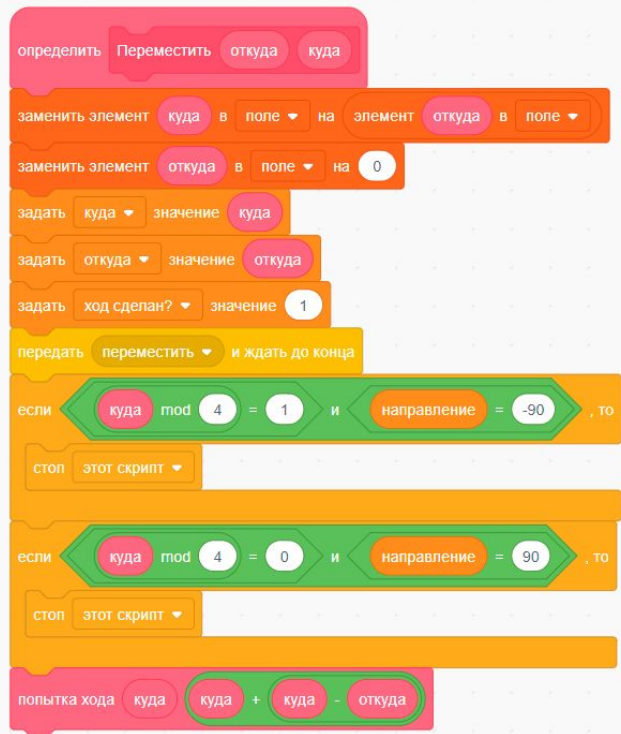 определить Переместить откуда куда
заменить элемент куда в поле на элемент откуда в поле
заменить элемент откуда в поле на 0
задать куда значение куда
задать откуда значение откуда
задать ход сделан? значение 1
передать переместить и ждать до конца
если куда mod 4 = 1 и направление = -90 , то
стоп этот скрипт
если куда mod 4 = 0 и направление = 90 , то
стоп этот скрипт
попытка хода куда куда + куда - откуда